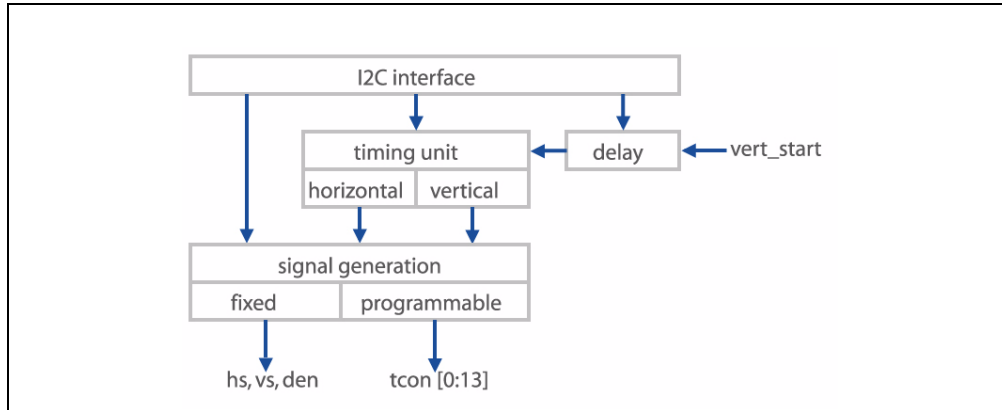 I2C interface
timing unit
delay
vert_start
horizontal
vertical
signal generation
fixed
programmable
hs, vs, den
tcon [0:13]